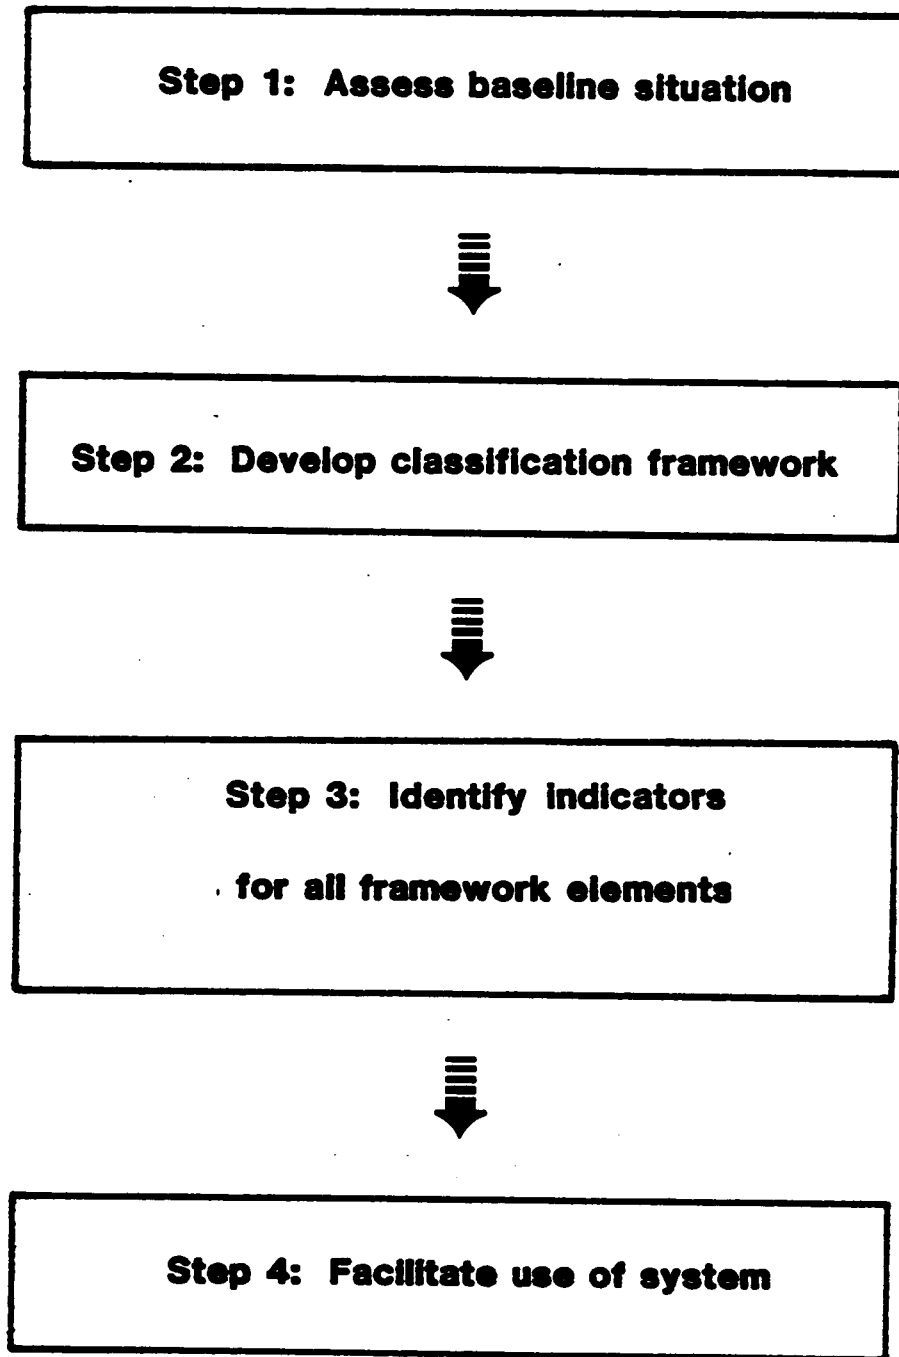 Step 1: Assess baseline situation
Step 2: Develop classification framework
Step 3: Identify indicators
for all framework elements
Step 4: Facilitate use of system